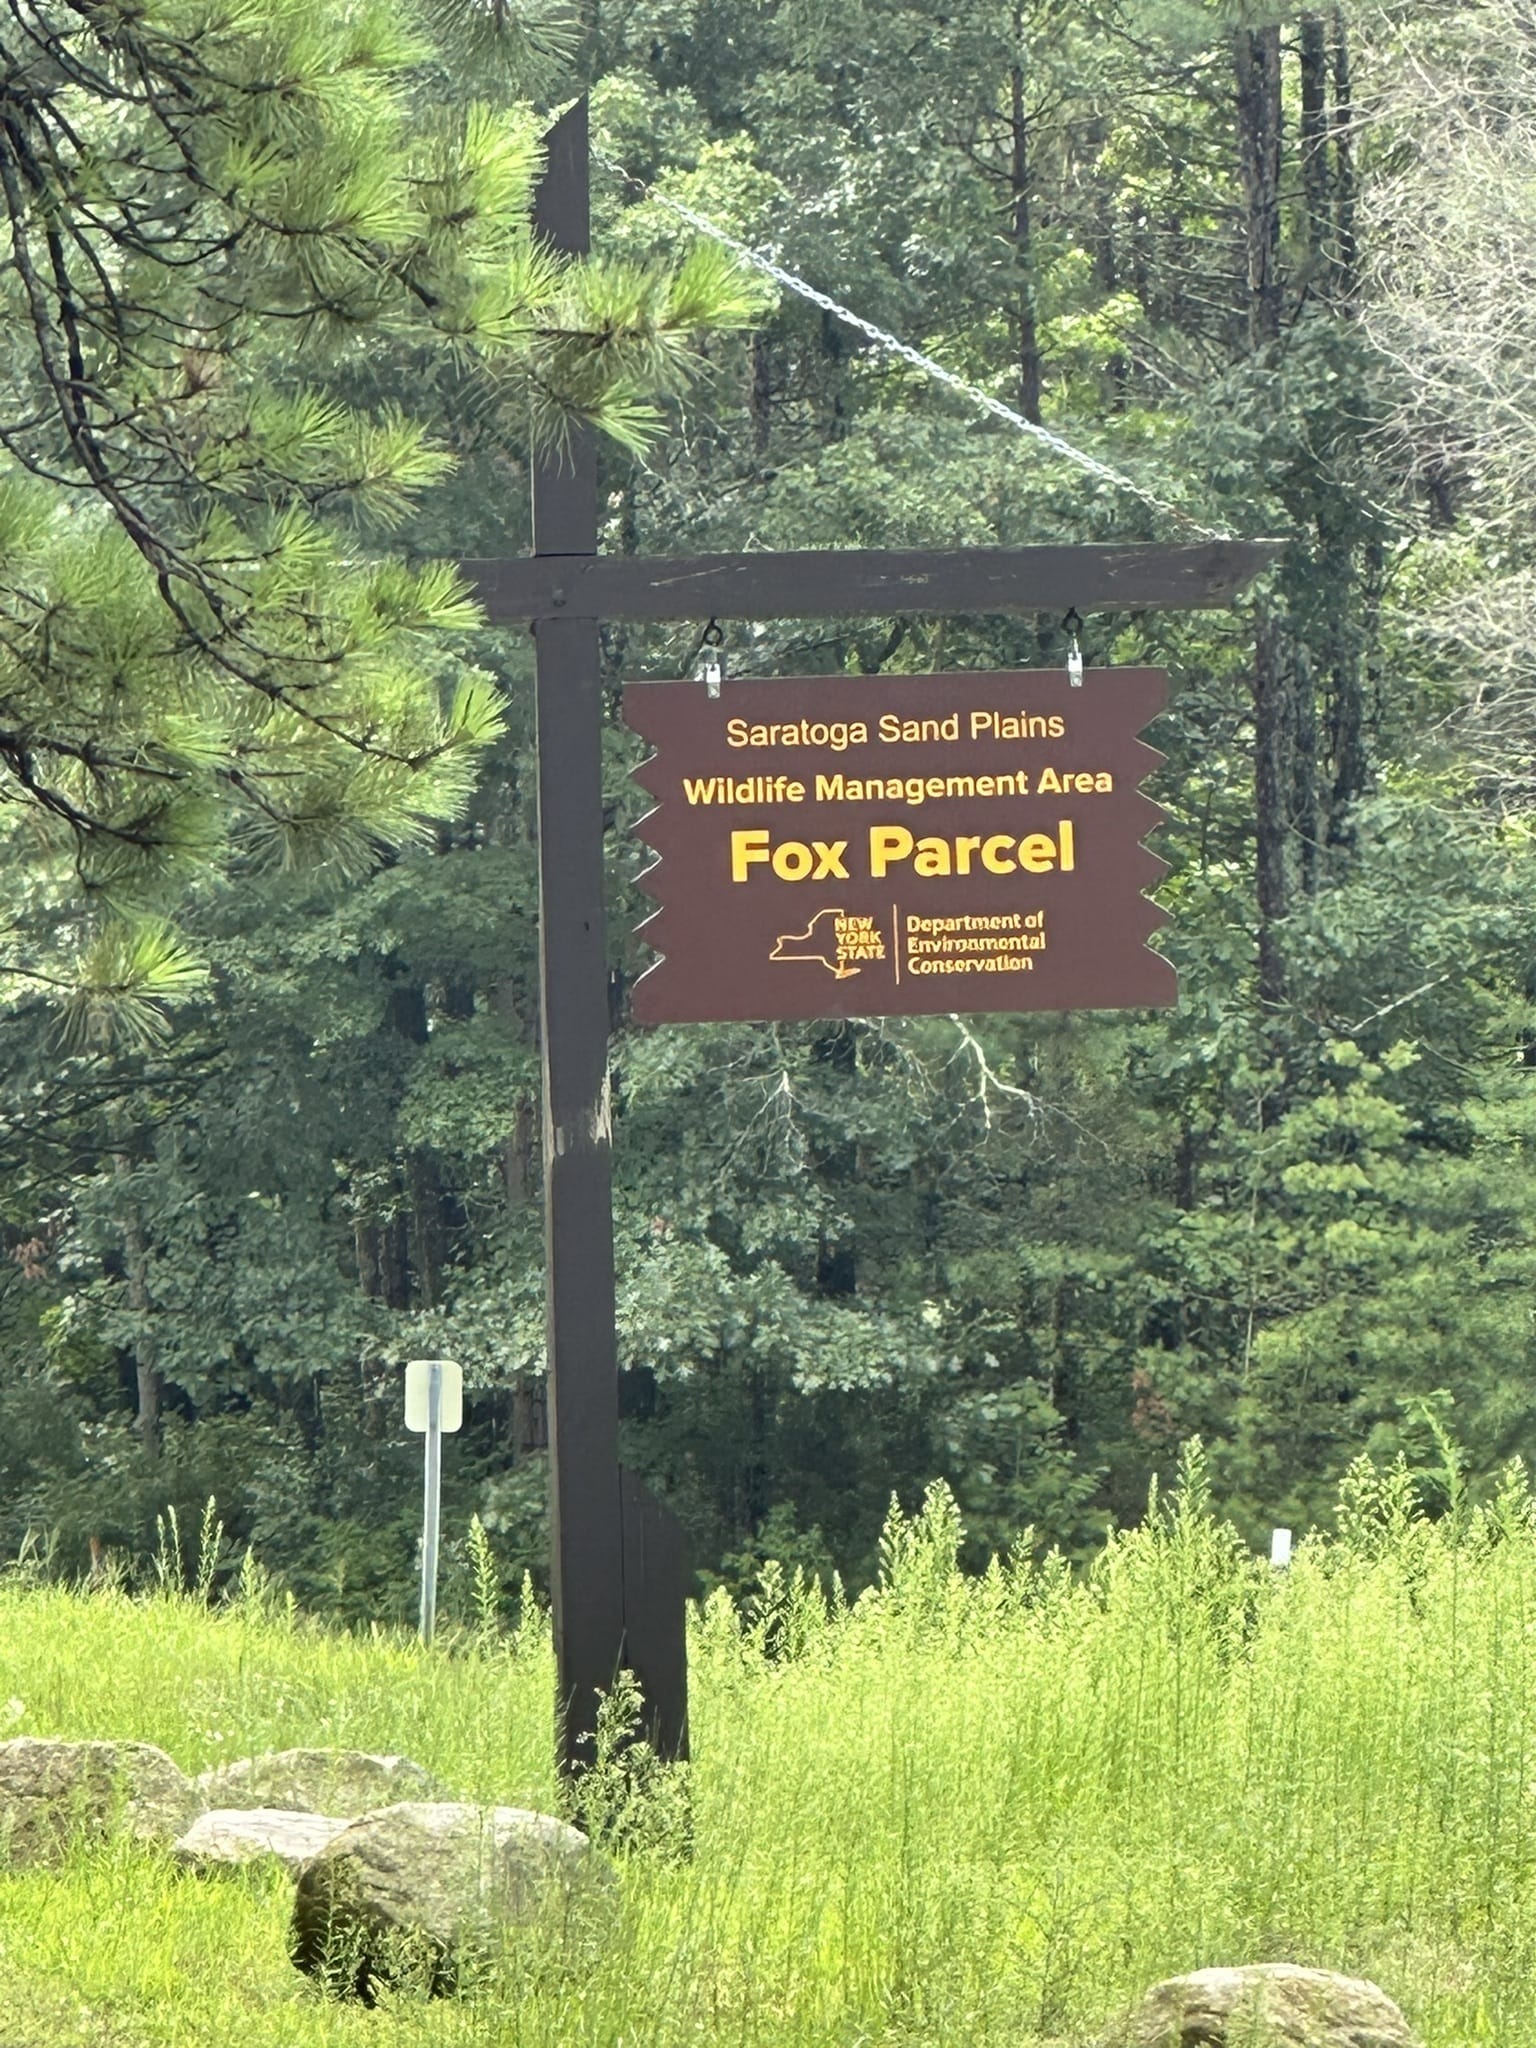 Saratoga Sand Plains
Wildlife Management Area
Fox Parcel
NEW
YORK
STATE
Department of
Environmental
Conservation